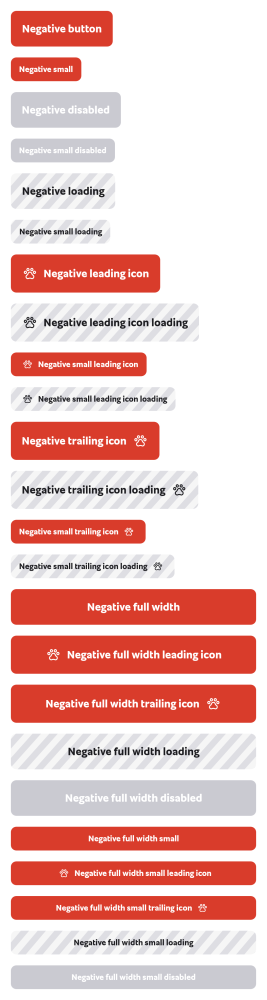 Negative button
Negative small
Negative disabled
Negative small disabled
Negative loading
Negative small loading
Negative leading icon
Negative leading icon loading
Negative small leading icon
Negative small leading icon loading
Negative trailing icon
Negative trailing icon loading
Negative small trailing icon
Negative small trailing icon loading
Negative full width
Negative full width leading icon
Negative full width trailing icon
Negative full width loading
Negative full width disabled
Negative full width small
Negative full width small leading icon
Negative full width small trailing icon
Negative full width small loading
Negative full width small disabled